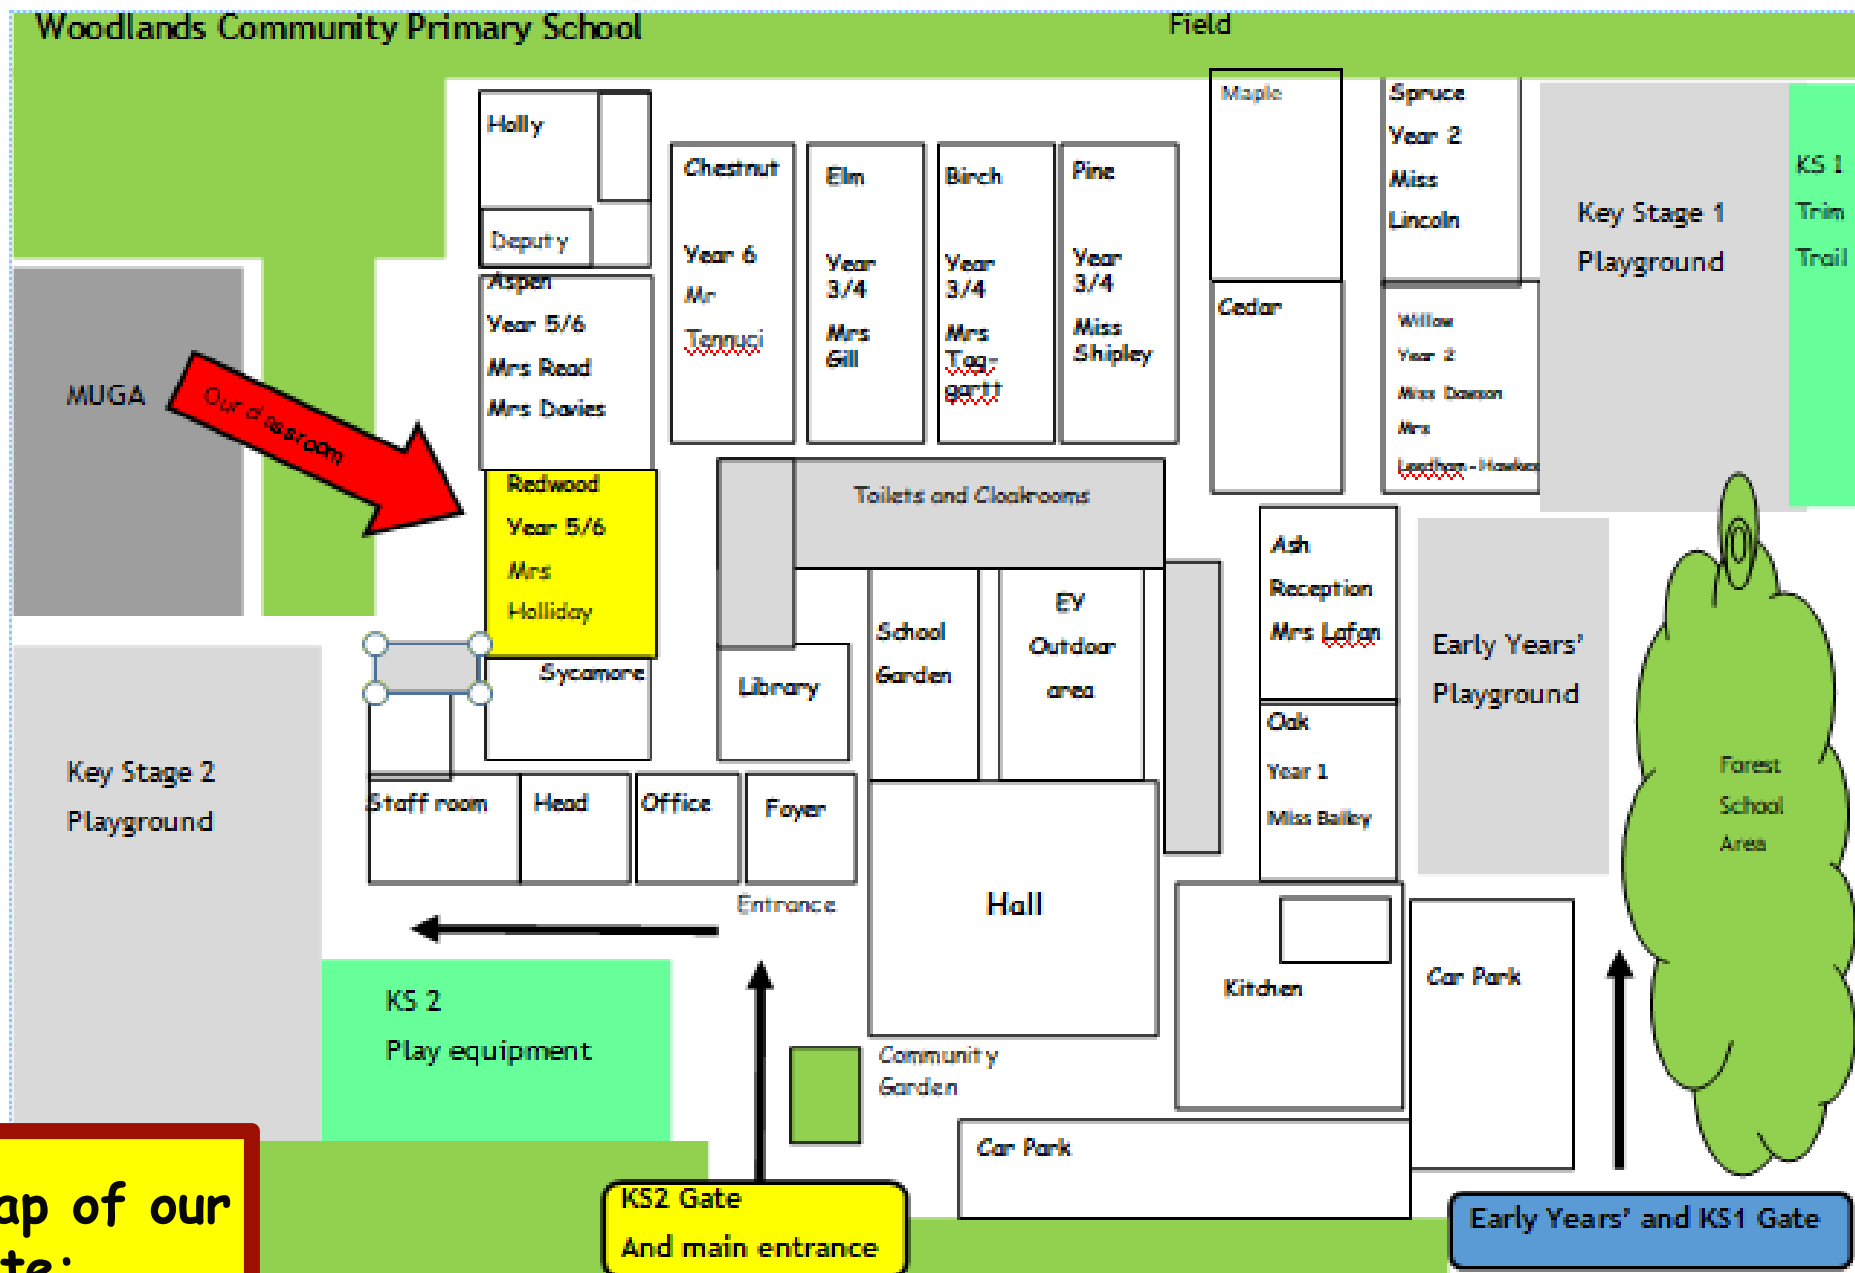 Woodlands Community Primary School
Field
Holly
Deputy
Aspen
Year 5/6
Mrs Read
Mrs Davies
Chestnut
Year 6
Mr
Tennuci
Elm
Year
3/4
Mrs
Gill
Birch
Year
3/4
Mrs
Tag-
gartt
Pine
Year
3/4
Miss
Shipley
Maple
Cedar
Spruce
Year 2
Miss
Lincoln
Willow
Year 2
Miss Dawson
Mrs
Leedham-Hawkes
Key Stage 1
Playground
KS 1
Trim
Trail
MUGA
Our classroom
Redwood
Year 5/6
Mrs
Holliday
Sycamore
Toilets and Cloakrooms
Library
School
Garden
EY
Outdoor
area
Ash
Reception
Mrs Lafan
Oak
Year 1
Miss Bailey
Early Years'
Playground
Forest
School
Area
Key Stage 2
Playground
Staff room
Head
Office
Foyer
Entrance
Hall
Kitchen
Car Park
KS 2
Play equipment
Community
Garden
Car Park
KS2 Gate
And main entrance
Early Years' and KS1 Gate
ap of our
te: